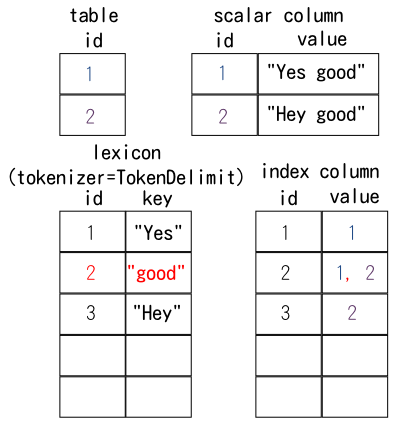 table scalar column
id id value
1 1 "Yes good"
2 2 "Hey good"
lexicon
(tokenizer=TokenDelimit) index column
id key id value
1 "Yes" 1 1
2 "good" 2 1, 2
3 "Hey" 3 2